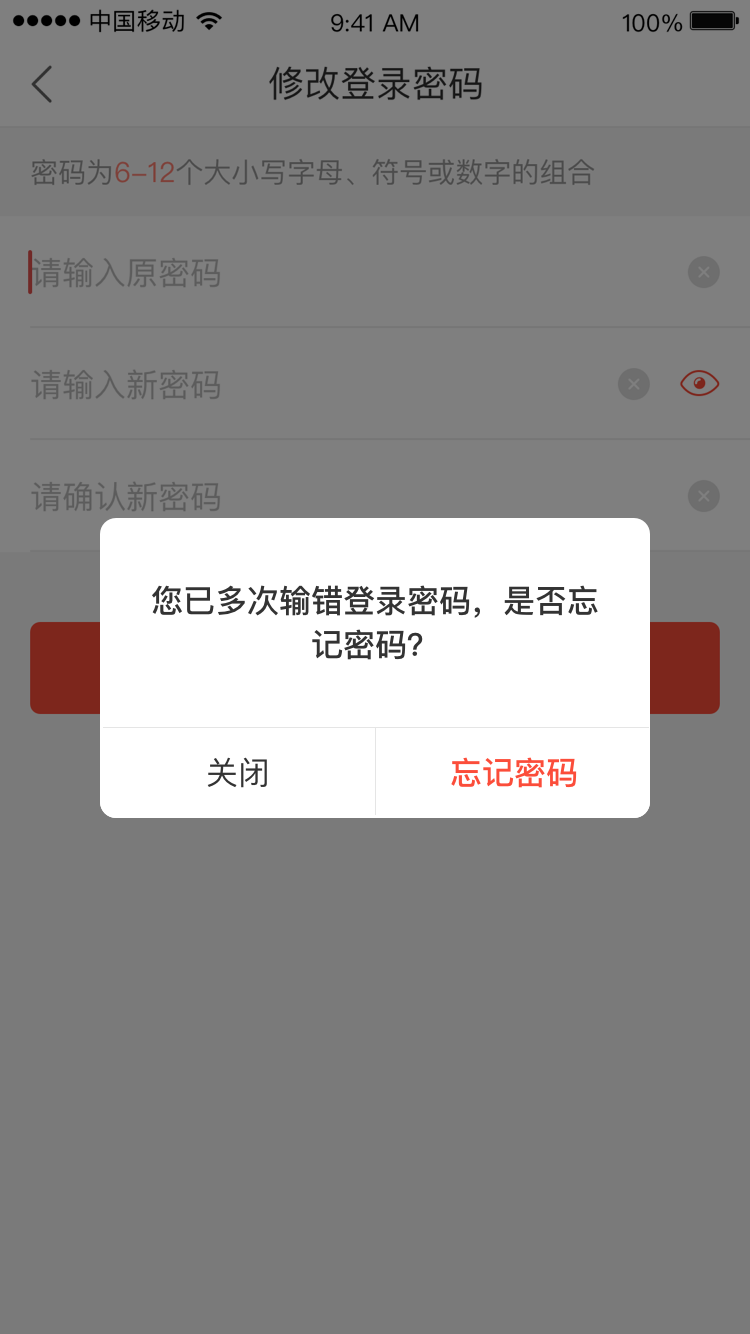 中国移动 9:41 AM 100%
修改登录密码
密码为6-12个大小写字母、符号或数字的组合
请输入原密码
请输入新密码
请确认新密码
您已多次输错登录密码，是否忘
记密码?
关闭 忘记密码